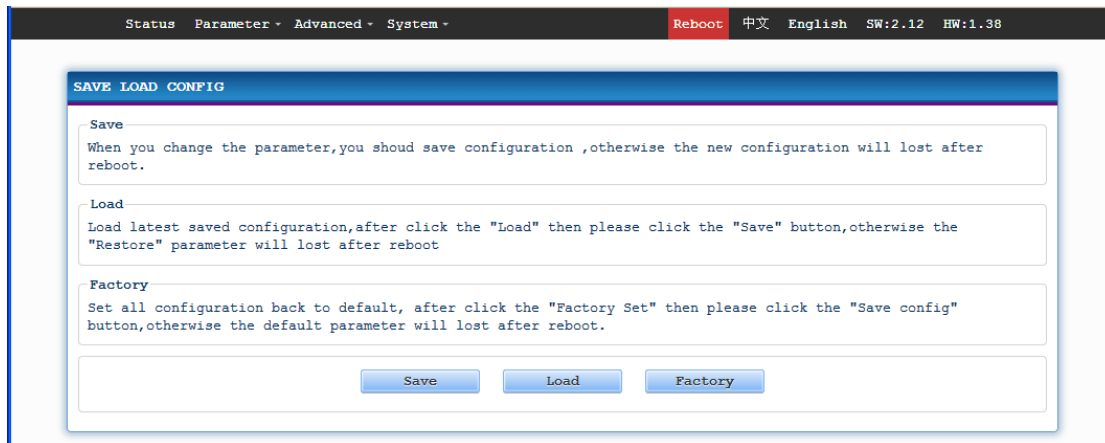 Status Parameter Advanced System Reboot 中文 English SW:2.12 HW:1.38
SAVE LOAD CONFIG
Save
When you change the parameter,you shoud save configuration ,otherwise the new configuration will lost after
reboot.
Load
Load latest saved configuration,after click the "Load" then please click the "Save" button,otherwise the
"Restore" parameter will lost after reboot
Factory
Set all configuration back to default, after click the "Factory Set" then please click the "Save config"
button,otherwise the default parameter will lost after reboot.
Save Load Factory